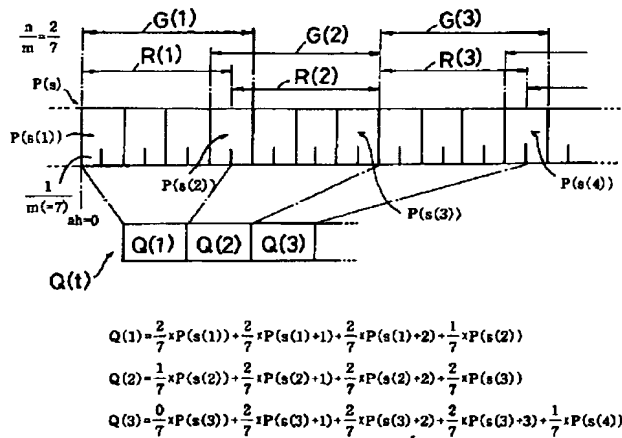 n/m = 2/7
G(1)
G(3)
G(2)
R(1)
R(3)
R(2)
P(s)
P(s(1))
P(s(2))
P(s(3))
P(s(4))
1/m(=7)
ah=0
Q(1) Q(2) Q(3)
Q(t)
Q(1)=2/7×P(s(1))+2/7×P(s(1)+1)+2/7×P(s(1)+2)+1/7×P(s(2))
Q(2)=1/7×P(s(2))+2/7×P(s(2)+1)+2/7×P(s(2)+2)+2/7×P(s(3))
Q(3)=0/7×P(s(3))+2/7×P(s(3)+1)+2/7×P(s(3)+2)+2/7×P(s(3)+3)+1/7×P(s(4))